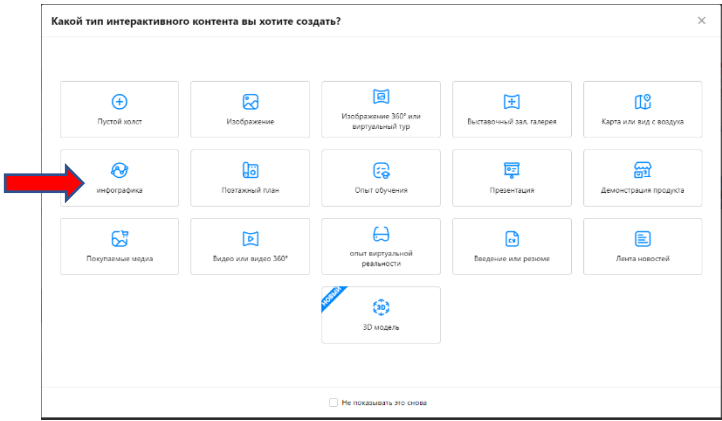 Какой тип интерактивного контента вы хотите создать?
Пустой холст
Изображение
Изображение 360° или
виртуальный тур
Выставочный зал, галерея
Карта или вид с воздуха
инфографика
Поэтажный план
Опыт обучения
Презентация
Демонстрация продукта
Покупаемые медиа
Видео или видео 360°
опыт виртуальной
реальности
Введение или резюме
Лента новостей
НОВЫЙ
3D модель
Не показывать это снова